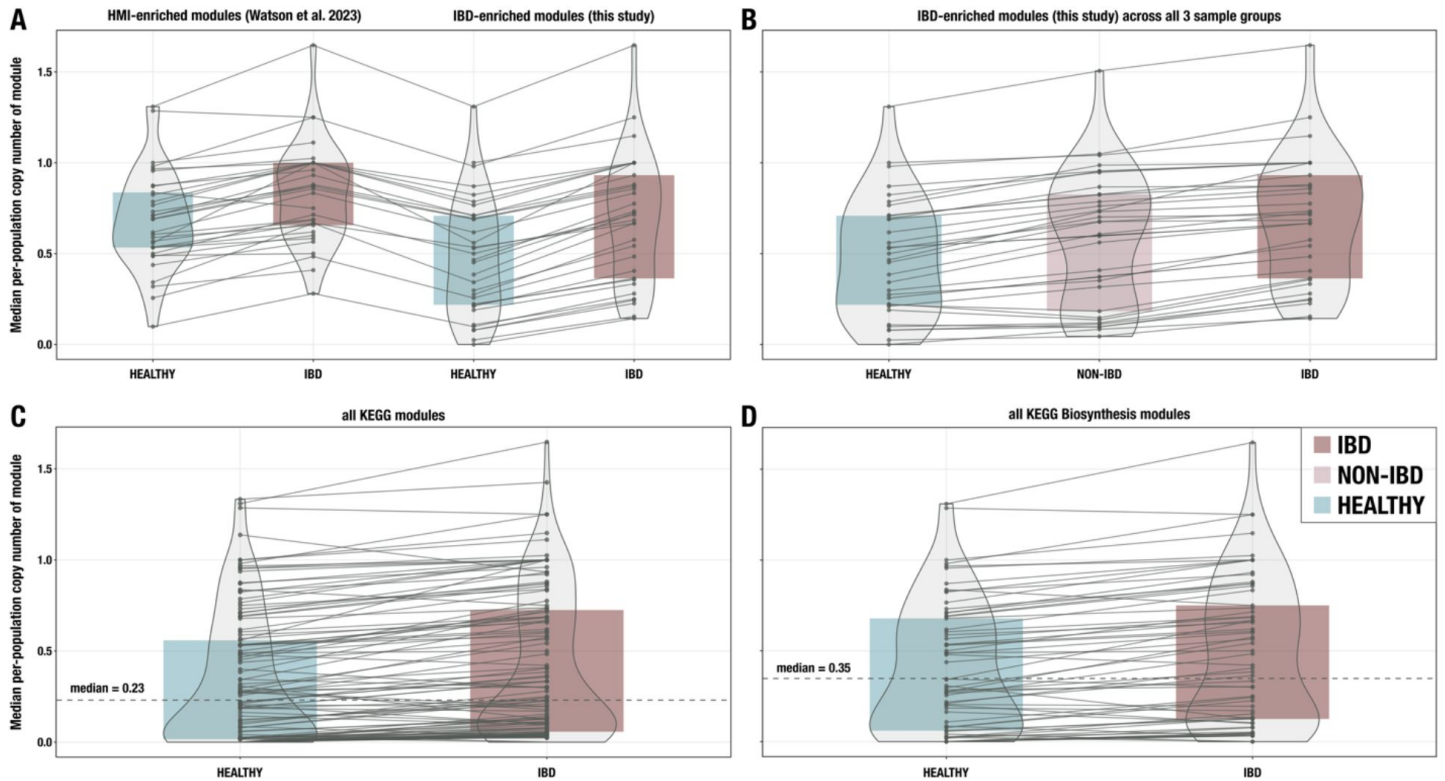 A
HMI-enriched modules (Watson et al. 2023)
IBD-enriched modules (this study)
Median per-population copy number of module
1.5
1.0
0.5
0.0
HEALTHY
IBD
HEALTHY
IBD
B
IBD-enriched modules (this study) across all 3 sample groups
HEALTHY
NON-IBD
IBD
C
all KEGG modules
Median per-population copy number of module
1.5
1.0
0.5
0.0
median = 0.23
HEALTHY
IBD
D
all KEGG Biosynthesis modules
IBD
NON-IBD
HEALTHY
median = 0.35
HEALTHY
IBD